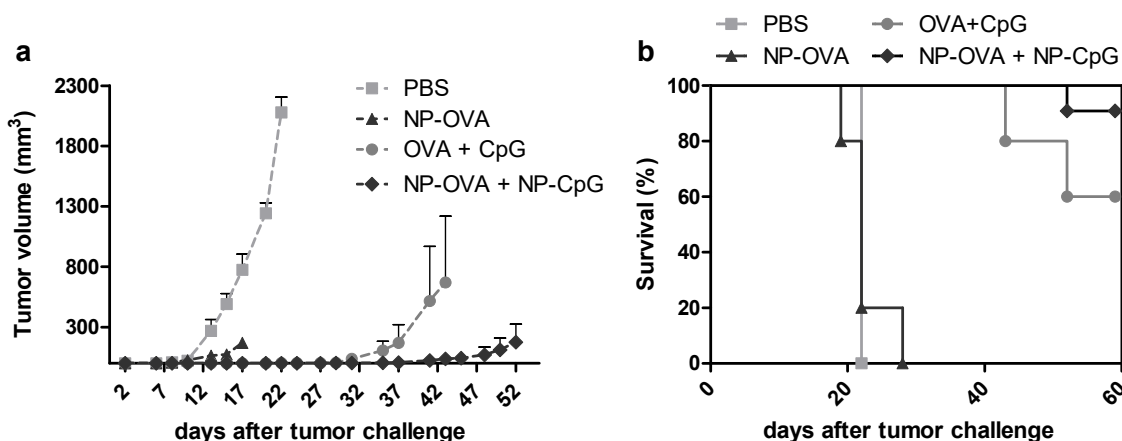 a
Tumor volume (mm³)
2300
1800
1300
800
300
2 7 12 17 22 27 32 37 42 47 52
days after tumor challenge
PBS
NP-OVA
OVA + CpG
NP-OVA + NP-CpG
b
PBS OVA+CpG
NP-OVA NP-OVA + NP-CpG
Survival (%)
100
80
60
40
20
0
0 20 40 60
days after tumor challenge